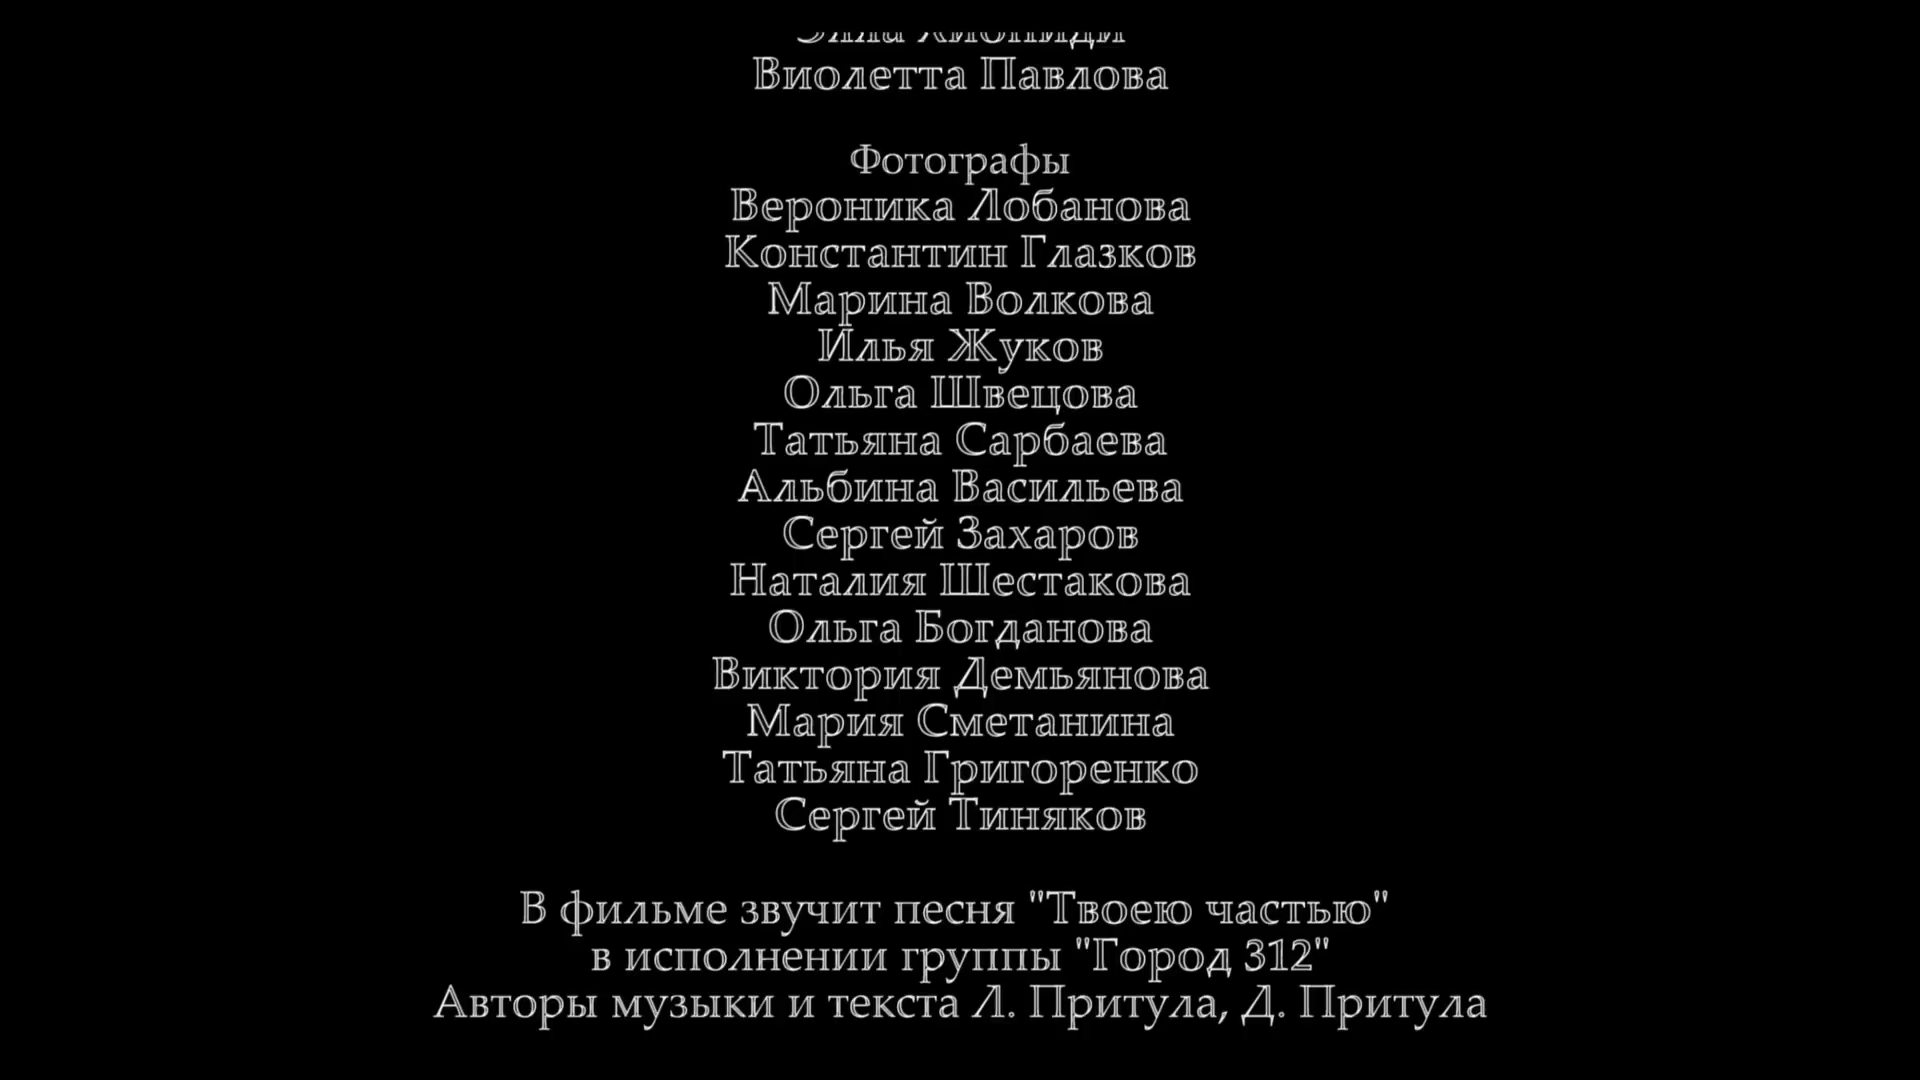 Виолетта Павлова
Фотографы
Вероника Лобанова
Константин Глазков
Марина Волкова
Илья Жуков
Ольга Швецова
Татьяна Сарбаева
Альбина Васильева
Сергей Захаров
Наталия Шестакова
Ольга Богданова
Виктория Демьянова
Мария Сметанина
Татьяна Григоренко
Сергей Тиняков
В фильме звучит песня "Твоею частью"
в исполнении группы "Город 312"
Авторы музыки и текста Л. Притула, Д. Притула